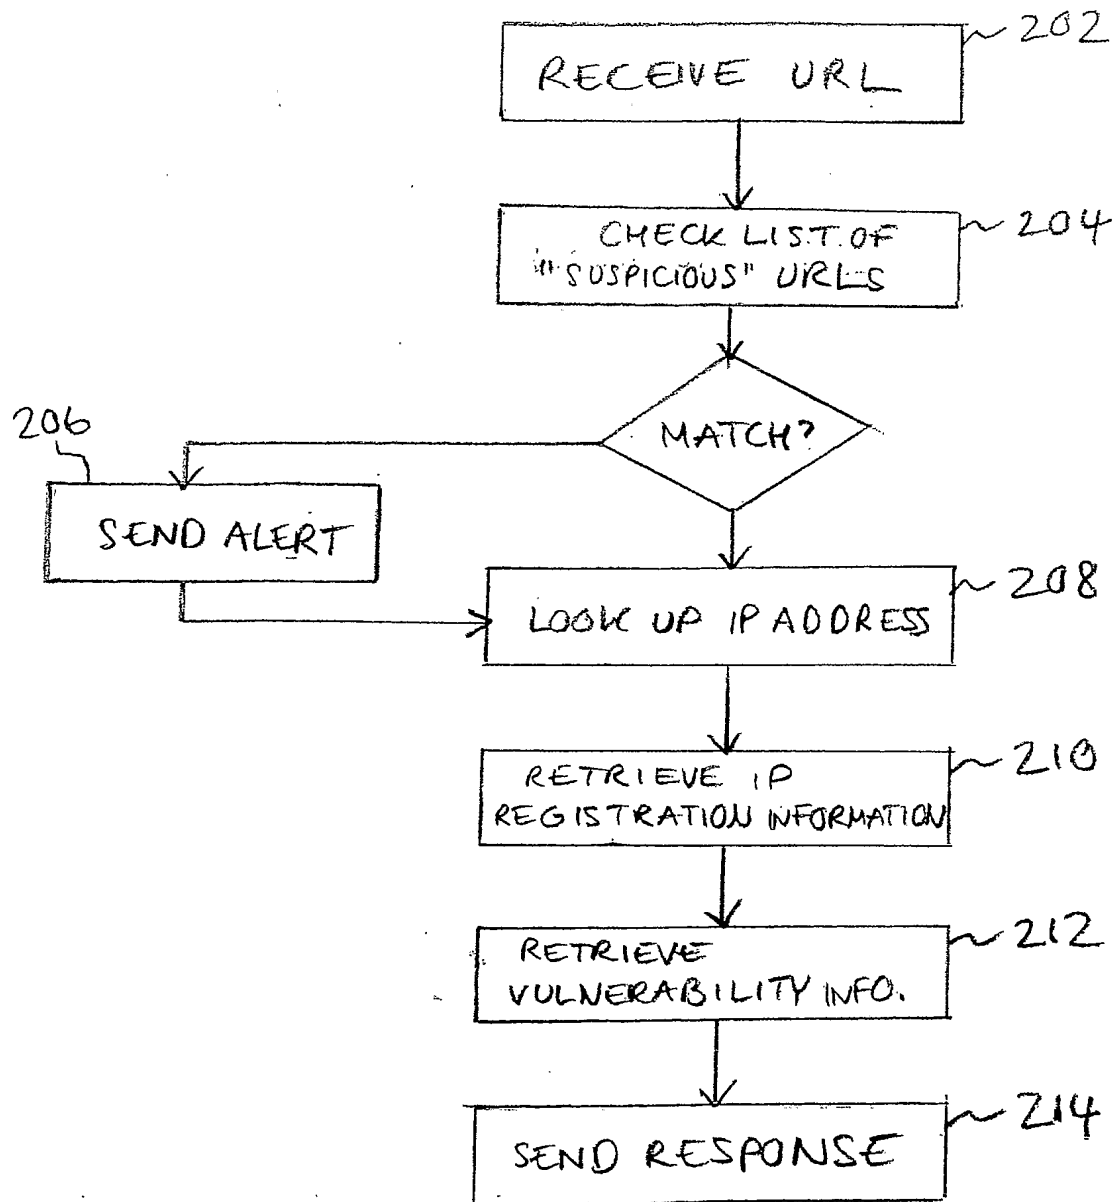 202
RECEIVE URL
204
CHECK LIST OF
"SUSPICIOUS" URLS
MATCH?
206
SEND ALERT
208
LOOK UP IP ADDRESS
210
RETRIEVE IP
REGISTRATION INFORMATION
212
RETRIEVE
VULNERABILITY INFO.
214
SEND RESPONSE